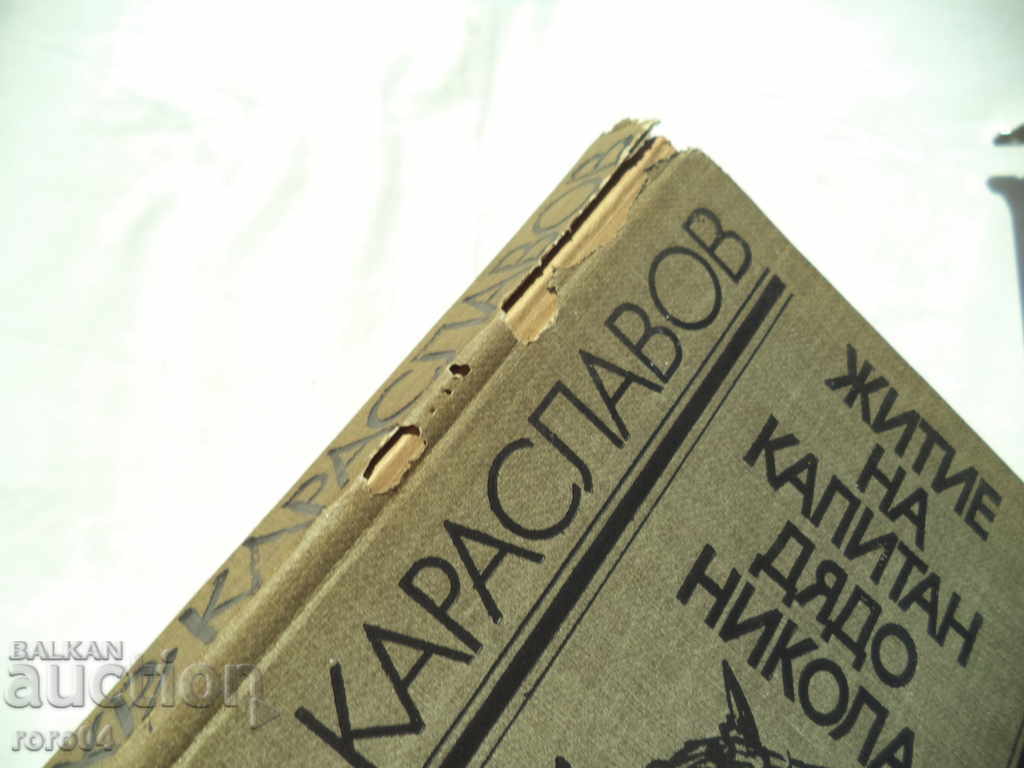 КАРАСЛАВОВ
КАРАСЛАВОВ
ЖИТИЕ
НА
КАПИТАН
ДЯДО
НИКОЛА
BALKAN
auction
roro04